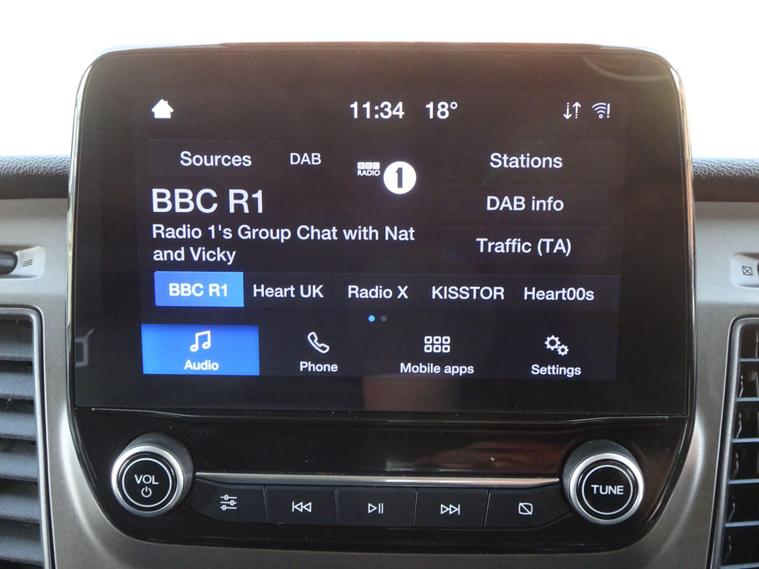 11:34 18°
Sources DAB BBC RADIO 1 Stations
BBC R1 DAB info
Radio 1's Group Chat with Nat
and Vicky
Traffic (TA)
BBC R1 Heart UK Radio X KISSTOR Heart00s
Audio Phone Mobile apps Settings
VOL TUNE